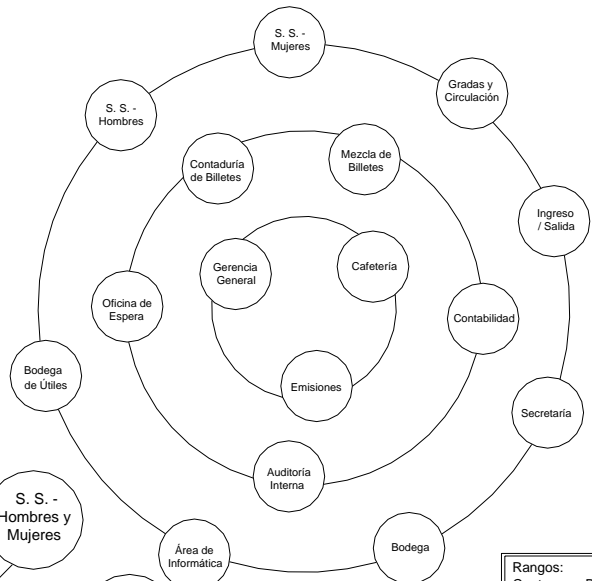 S. S. -
Mujeres
Gradas y
Circulación
S. S. -
Hombres
Contaduría
de Billetes
Mezcla de
Billetes
Ingreso
/ Salida
Gerencia
General
Cafetería
Oficina de
Espera
Contabilidad
Bodega
de Útiles
Emisiones
Secretaría
Auditoría
Interna
S. S. -
Hombres y
Mujeres
Área de
Informática
Bodega
Rangos: